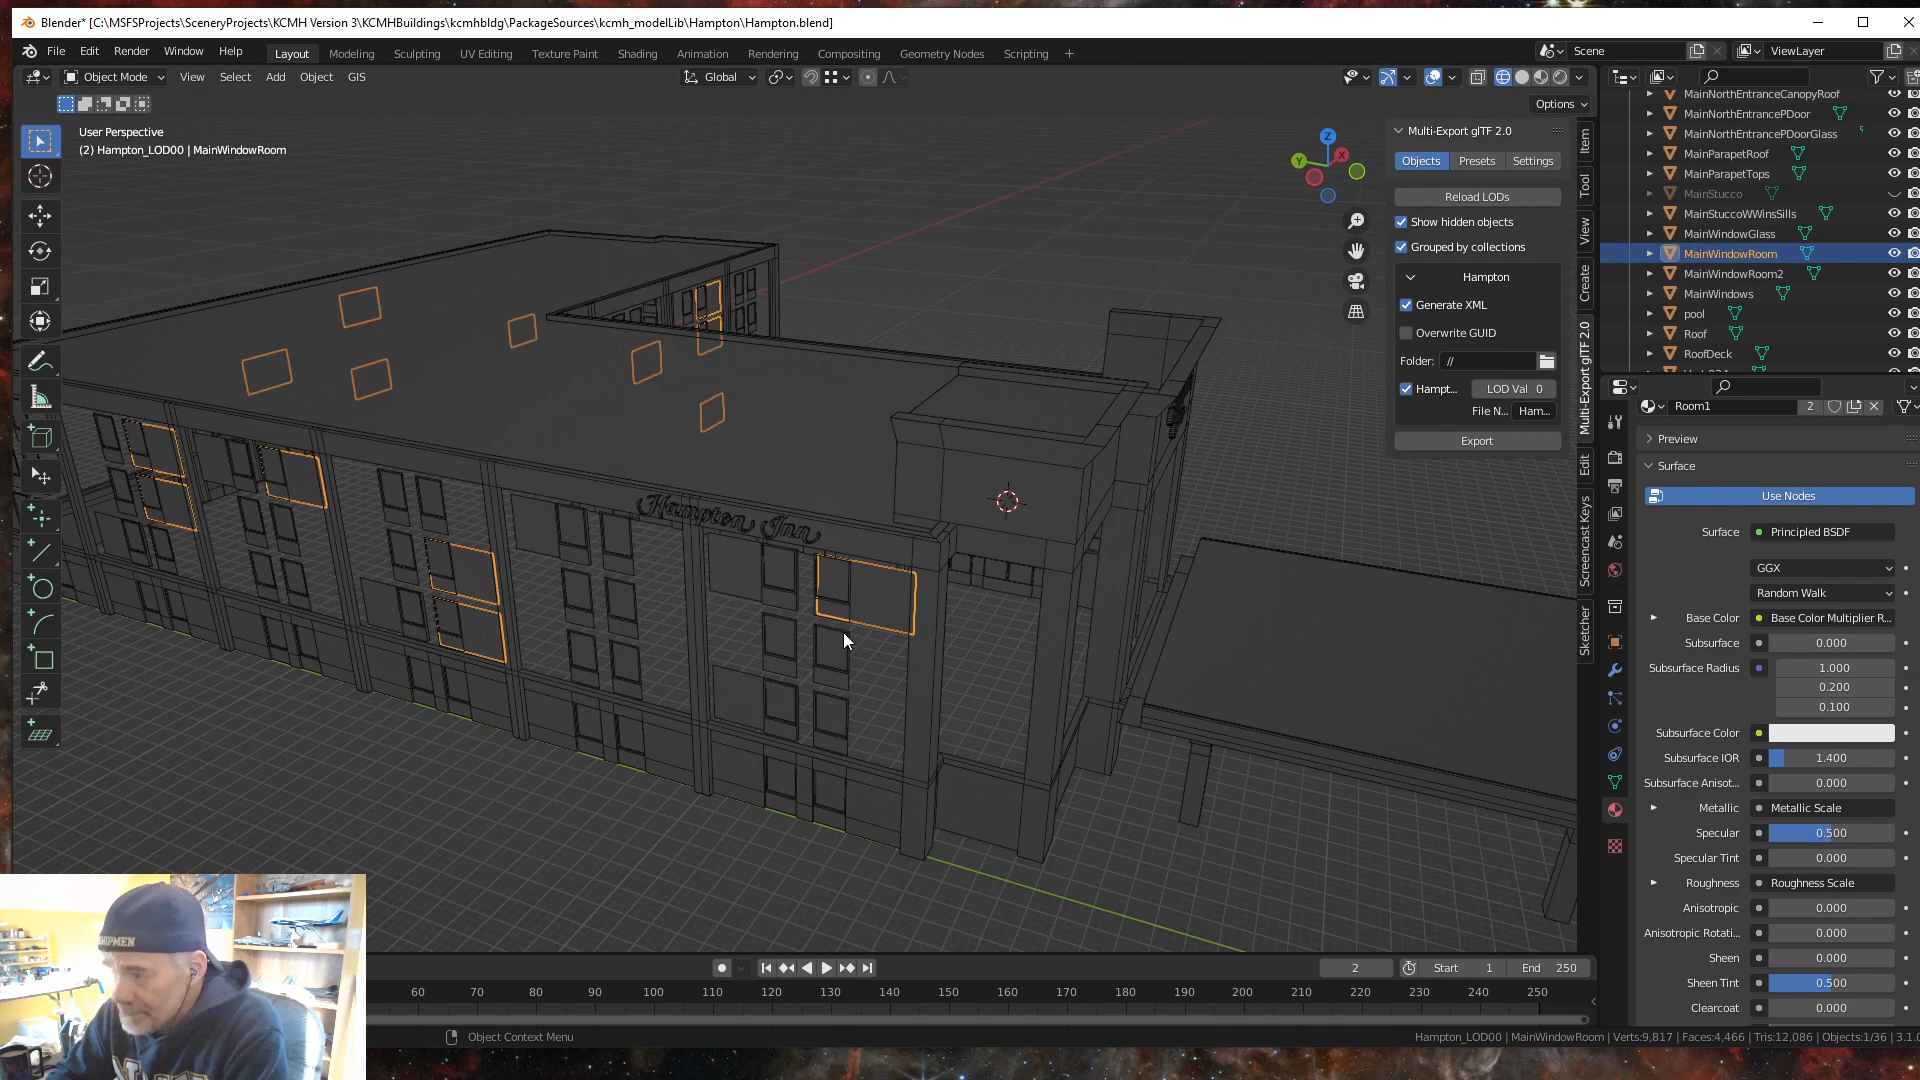 Blender* [C:\MSFSProjects\SceneryProjects\KCMH Version 3\KCMHBuildings\kcmhbldg\PackageSources\kcmh_modelLib\Hampton\Hampton.blend]
File Edit Render Window Help Layout Modeling Sculpting UV Editing Texture Paint Shading Animation Rendering Compositing Geometry Nodes Scripting + Scene ViewLayer
Object Mode View Select Add Object GIS Global
Options
User Perspective
(2) Hampton_LOD00 | MainWindowRoom
Z
Y
X
Hampton Inn
Multi-Export glTF 2.0
Objects Presets Settings
Reload LODs
Show hidden objects
Grouped by collections
Hampton
Generate XML
Overwrite GUID
Folder: //
Hampt... LOD Val 0
File N... Ham...
Export
Item
Tool
View
Create
Multi-Export glTF 2.0
Edit
Screencast Keys
Sketcher
MainNorthEntranceCanopyRoof
MainNorthEntrancePDoor
MainNorthEntrancePDoorGlass
MainParapetRoof
MainParapetTops
MainStucco
MainStuccoWWinsSills
MainWindowGlass
MainWindowRoom
MainWindowRoom2
MainWindows
pool
Roof
RoofDeck
Room1 2
Preview
Surface
Use Nodes
Surface Principled BSDF
GGX
Random Walk
Base Color Base Color Multiplier R...
Subsurface 0.000
Subsurface Radius 1.000
0.200
0.100
Subsurface Color
Subsurface IOR 1.400
Subsurface Anisot... 0.000
Metallic Metallic Scale
Specular 0.500
Specular Tint 0.000
Roughness Roughness Scale
Anisotropic 0.000
Anisotropic Rotati... 0.000
Sheen 0.000
Sheen Tint 0.500
Clearcoat 0.000
2 Start 1 End 250
60 70 80 90 100 110 120 130 140 150 160 170 180 190 200 210 220 230 240 250
Object Context Menu
Hampton_LOD00 | MainWindowRoom | Verts:9,817 | Faces:4,466 | Tris:12,086 | Objects:1/36 | 3.1.0